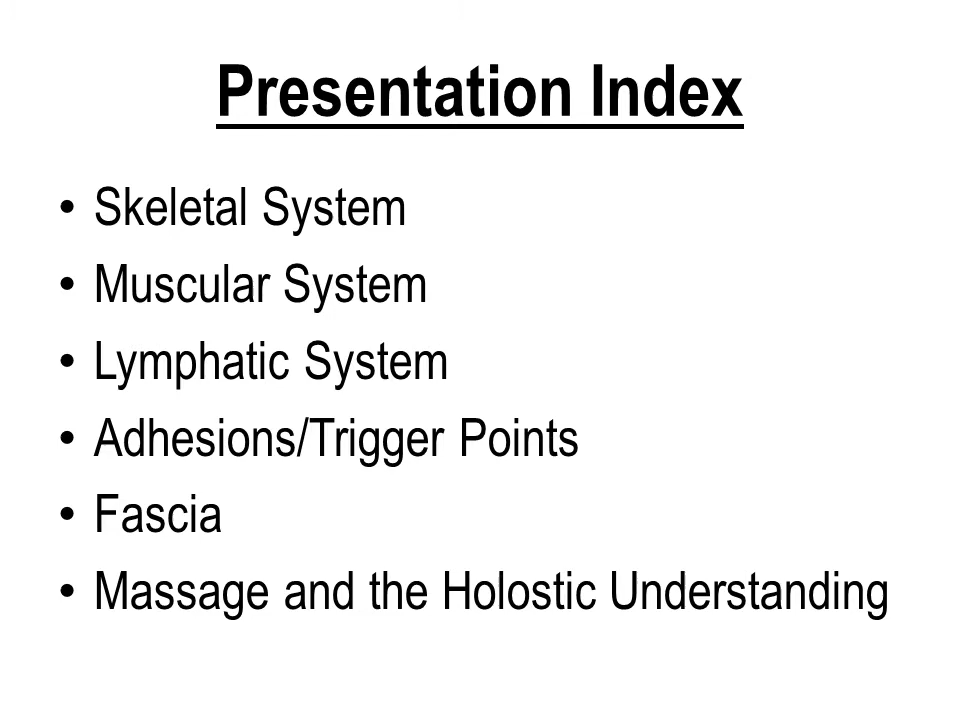 Presentation Index
• Skeletal System
• Muscular System
• Lymphatic System
• Adhesions/Trigger Points
• Fascia
• Massage and the Holostic Understanding